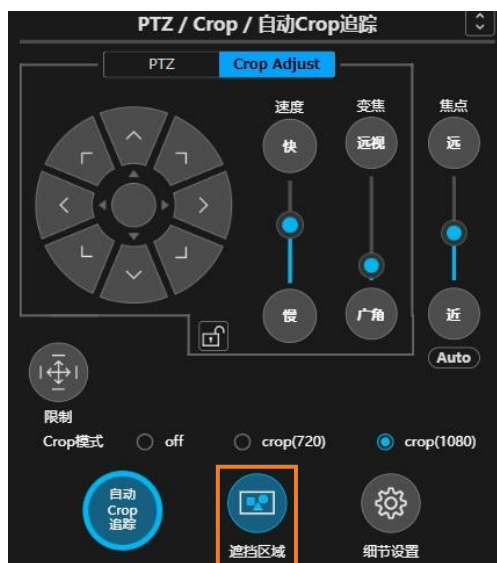 PTZ / Crop / 自动Crop追踪
PTZ Crop Adjust
速度 变焦 焦点
快 远视 远
慢 广角 近
Auto
限制
Crop模式 off crop(720) crop(1080)
自动
Crop
追踪
遮挡区域 细节设置